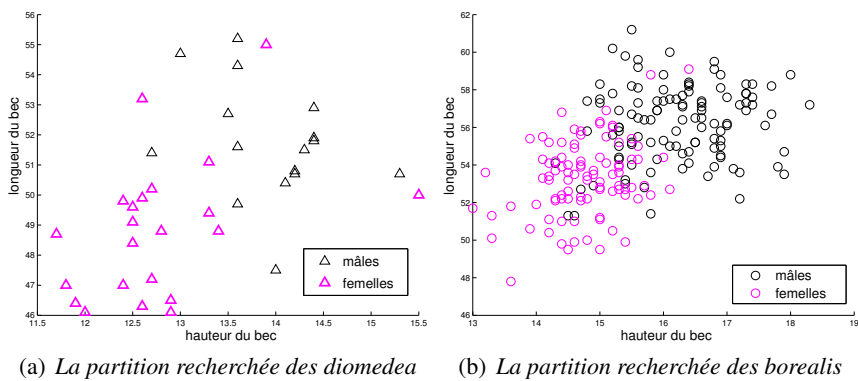 56
55
54
53
52
51
50
49
48
47
46
11.5 12 12.5 13 13.5 14 14.5 15 15.5
longueur du bec
hauteur du bec
mâles
femelles
(a) La partition recherchée des diomedea
62
60
58
56
54
52
50
48
46
13 14 15 16 17 18 19
longueur du bec
hauteur du bec
mâles
femelles
(b) La partition recherchée des borealis